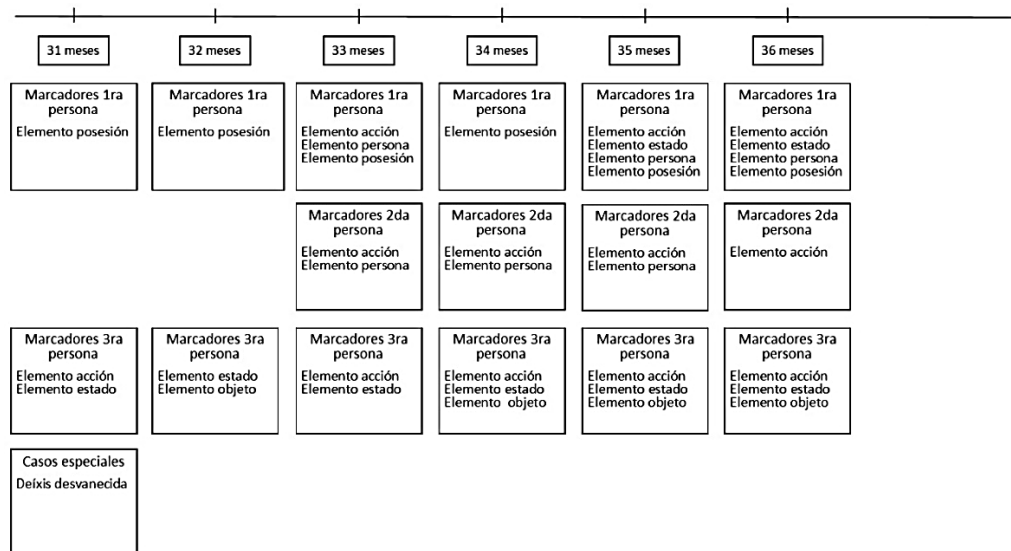 31 meses
32 meses
33 meses
34 meses
35 meses
36 meses
Marcadores 1ra
persona
Elemento posesión
Marcadores 1ra
persona
Elemento posesión
Marcadores 1ra
persona
Elemento acción
Elemento persona
Elemento posesión
Marcadores 1ra
persona
Elemento posesión
Marcadores 1ra
persona
Elemento acción
Elemento estado
Elemento persona
Elemento posesión
Marcadores 1ra
persona
Elemento acción
Elemento estado
Elemento persona
Elemento posesión
Marcadores 2da
persona
Elemento acción
Elemento persona
Marcadores 2da
persona
Elemento acción
Elemento persona
Marcadores 2da
persona
Elemento acción
Elemento persona
Marcadores 2da
persona
Elemento acción
Marcadores 3ra
persona
Elemento acción
Elemento estado
Marcadores 3ra
persona
Elemento estado
Elemento objeto
Marcadores 3ra
persona
Elemento acción
Elemento estado
Marcadores 3ra
persona
Elemento acción
Elemento estado
Elemento objeto
Marcadores 3ra
persona
Elemento acción
Elemento estado
Elemento objeto
Marcadores 3ra
persona
Elemento acción
Elemento estado
Elemento objeto
Casos especiales
Deíxis desvanecida